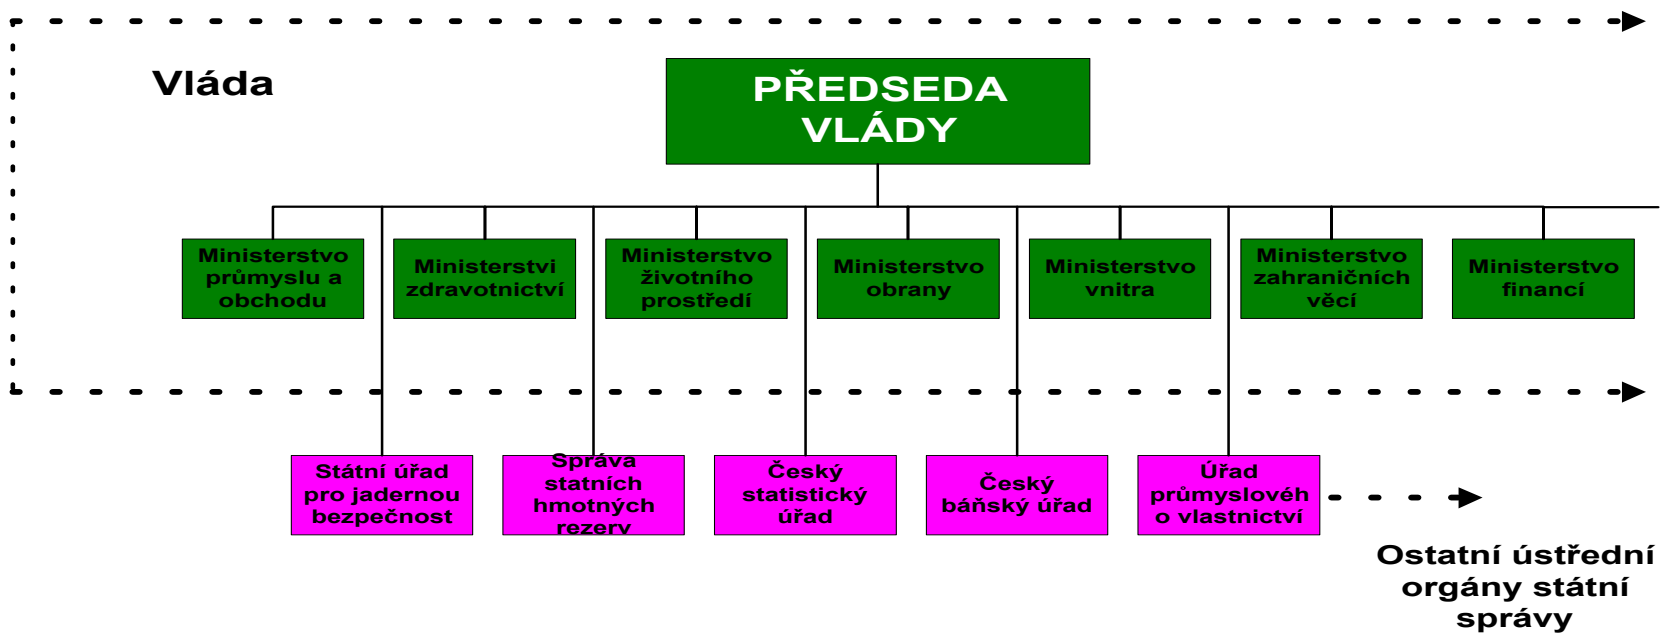 Vláda
PŘEDSEDA
VLÁDY
Ministerstvo
průmyslu a
obchodu
Ministerstvi
zdravotnictví
Ministerstvo
životního
prostředí
Ministerstvo
obrany
Ministerstvo
vnitra
Ministerstvo
zahraničních
věcí
Ministerstvo
financí
Státní úřad
pro jadernou
bezpečnost
Správa
statních
hmotných
rezerv
Český
statistický
úřad
Český
báňský úřad
Úřad
průmyslovéh
o vlastnictví
Ostatní ústřední
orgány státní
správy